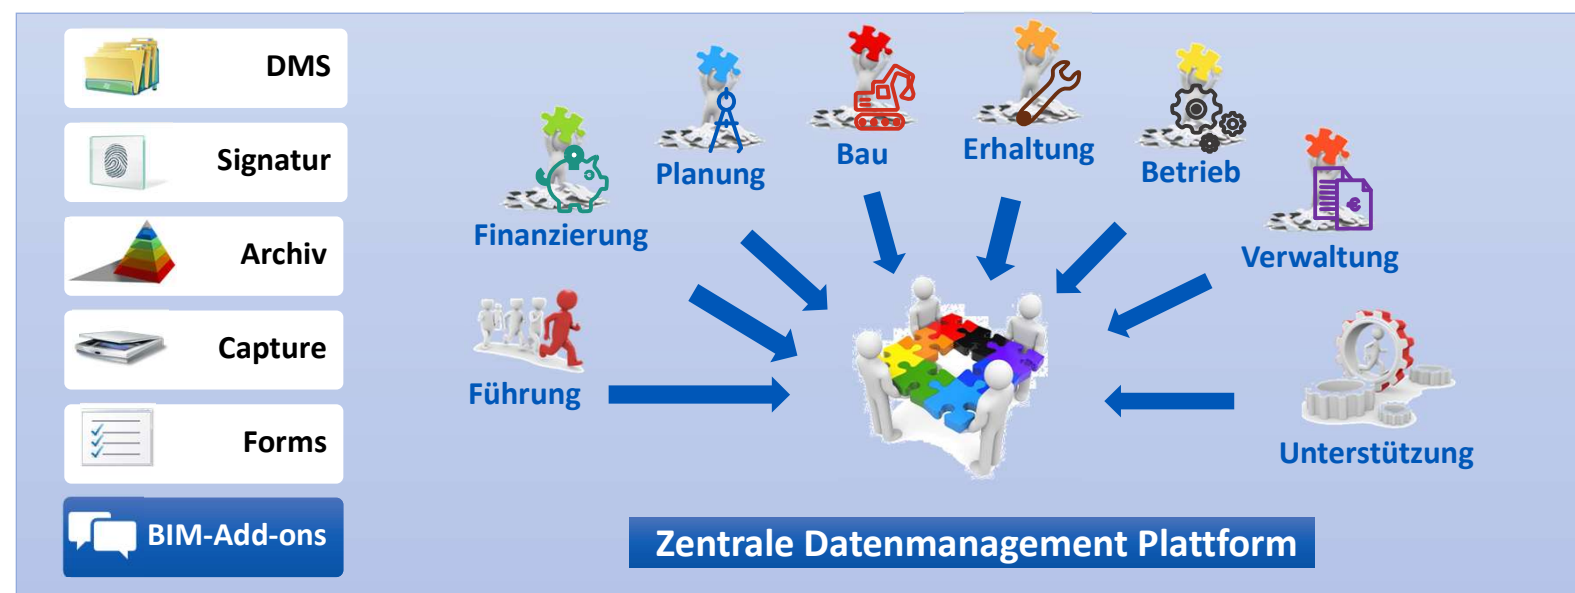 DMS
Signatur
Archiv
Capture
Forms
BIM-Add-ons
Führung
Finanzierung
Planung
Bau
Erhaltung
Betrieb
Verwaltung
€
Unterstützung
Zentrale Datenmanagement Plattform